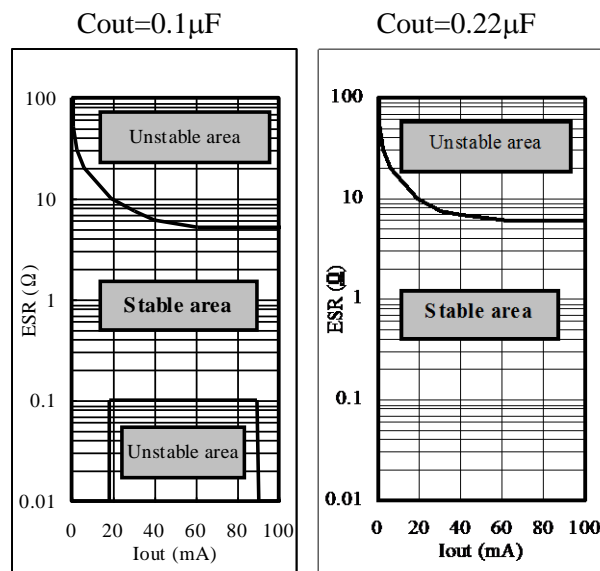 Cout=0.1μF
100
10
1
0.1
0.01
ESR (Ω)
Unstable area
Stable area
Unstable area
0 20 40 60 80 100
Iout (mA)
Cout=0.22μF
100
10
1
0.1
0.01
ESR (Ω)
Unstable area
Stable area
0 20 40 60 80 100
Iout (mA)